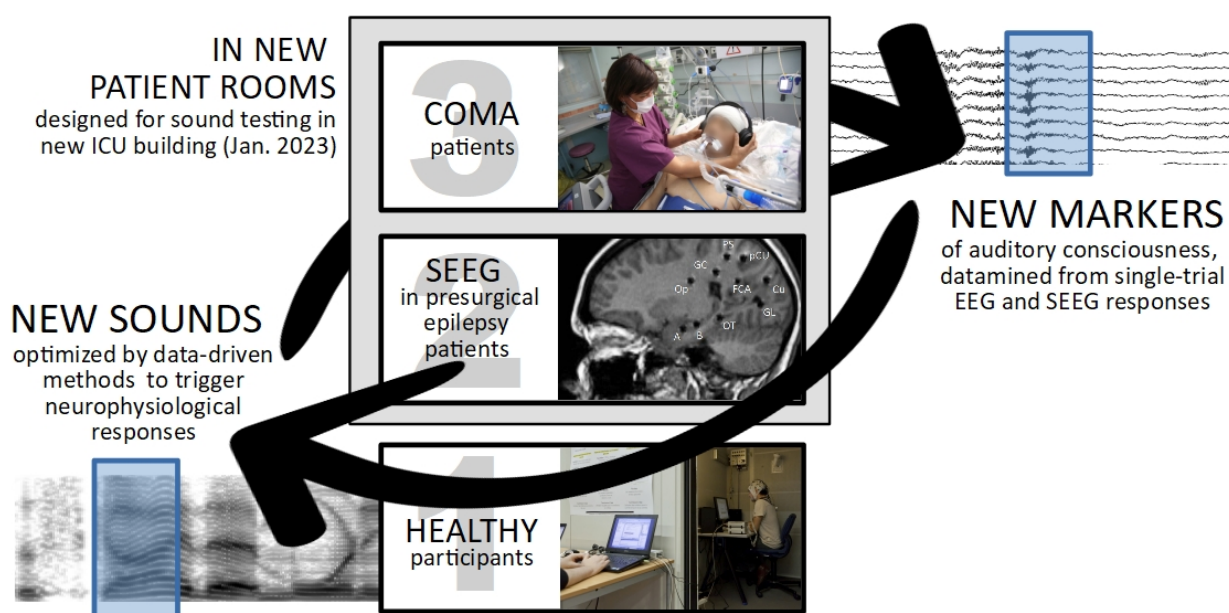 IN NEW
PATIENT ROOMS
designed for sound testing in
new ICU building (Jan. 2023)
3
COMA
patients
NEW MARKERS
of auditory consciousness,
datamined from single-trial
EEG and SEEG responses
2
SEEG
in presurgical
epilepsy
patients
PS
pCU
GC
Op
FCA
Cu
GL
OT
A
B
NEW SOUNDS
optimized by data-driven
methods to trigger
neurophysiological
responses
1
HEALTHY
participants